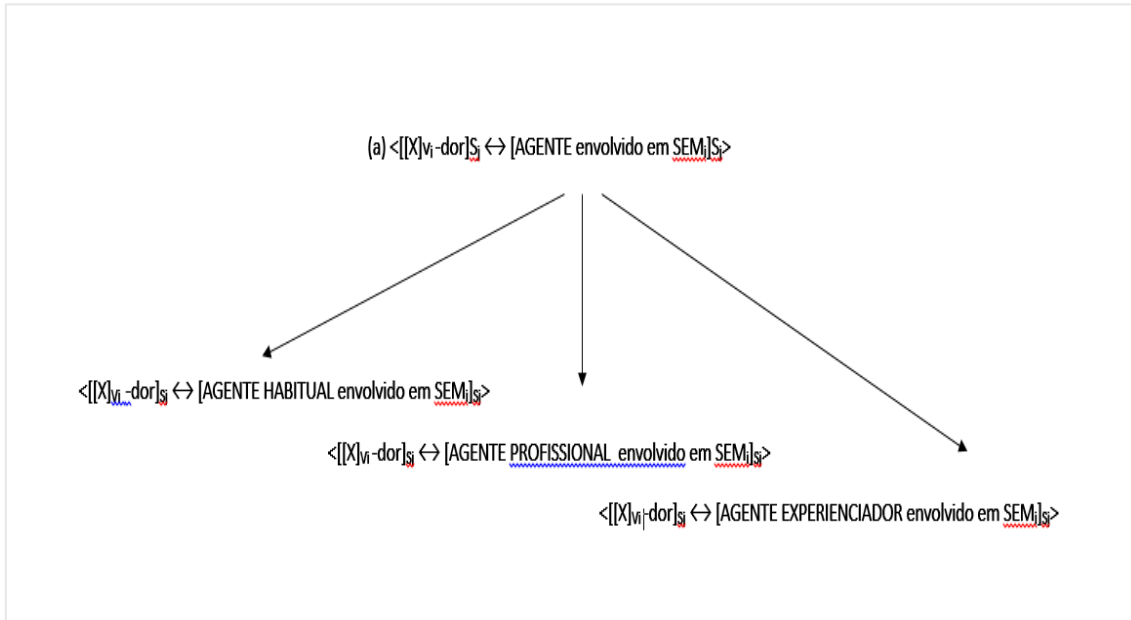 (a) <[[X]vᵢ -dor]Sⱼ ↔ [AGENTE envolvido em SEMᵢ]Sⱼ>
<[[X]Vi -dor]Sj ↔ [AGENTE HABITUAL envolvido em SEMi]Sj>
<[[X]Vi -dor]Sj ↔ [AGENTE PROFISSIONAL envolvido em SEMi]Sj>
<[[X]Vi -dor]Sj ↔ [AGENTE EXPERIENCIADOR envolvido em SEMi]Sj>